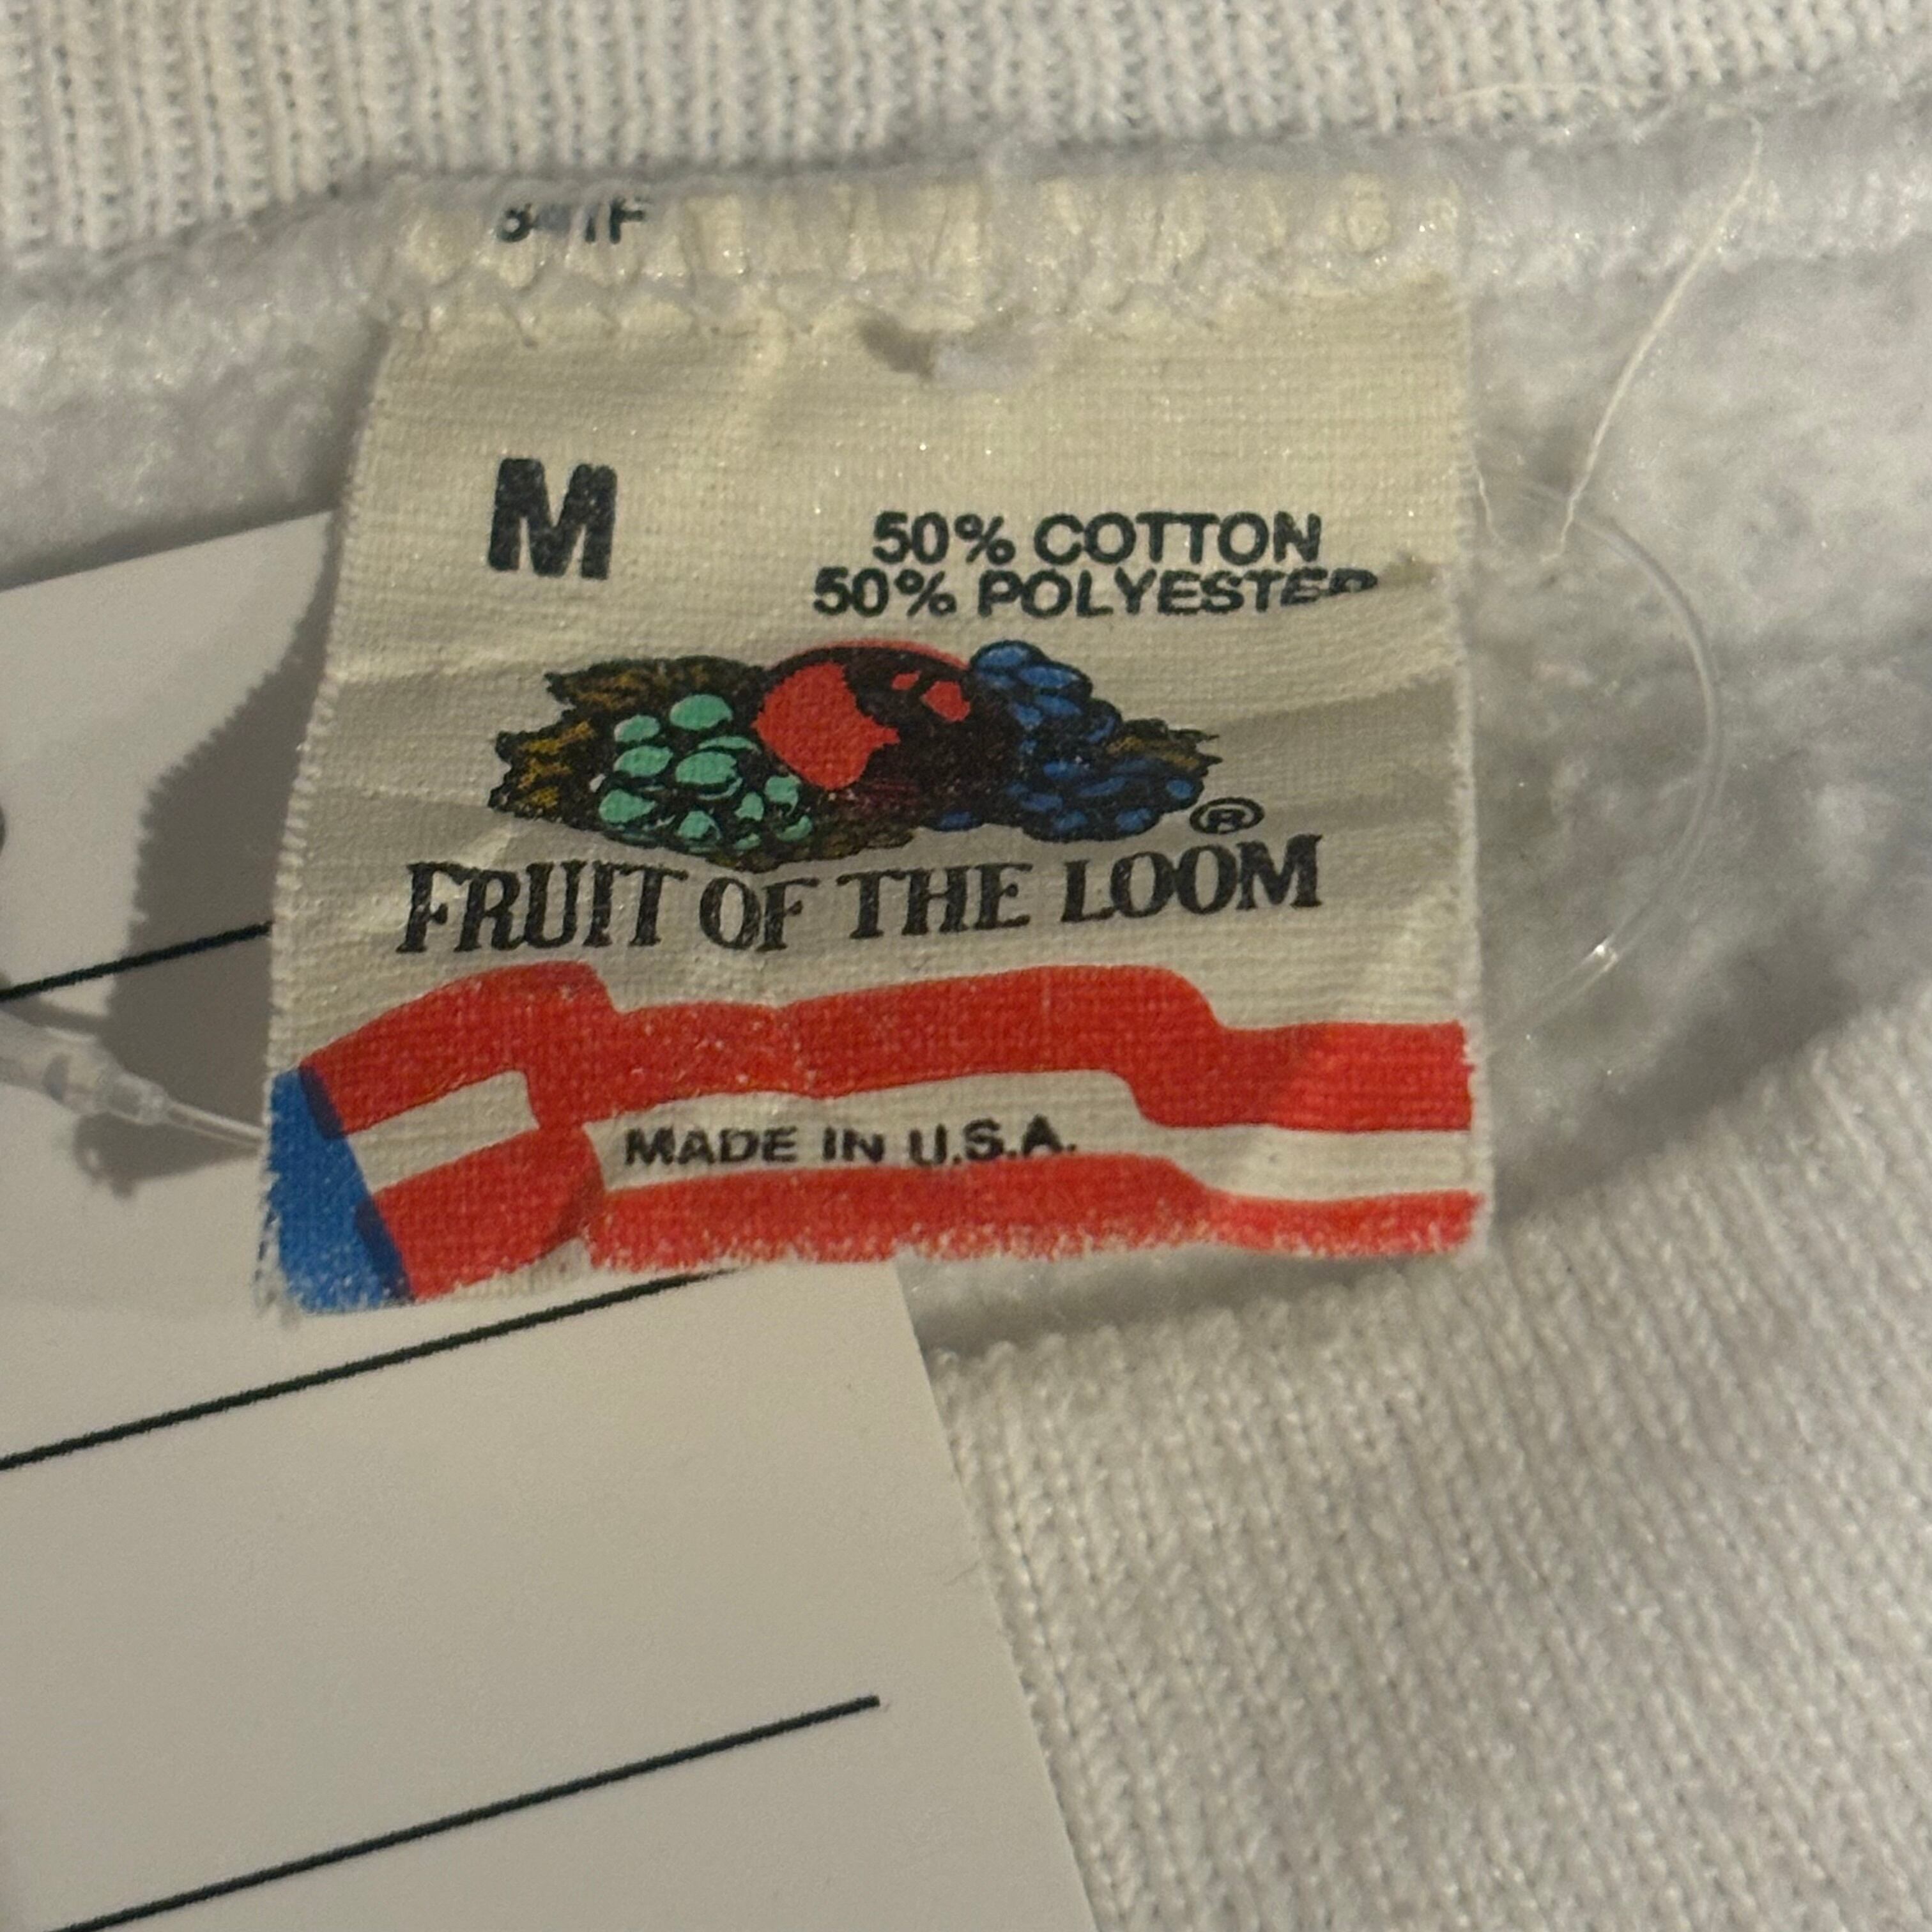 M
50% COTTON
50% POLYESTER
®
FRUIT OF THE LOOM
MADE IN U.S.A.